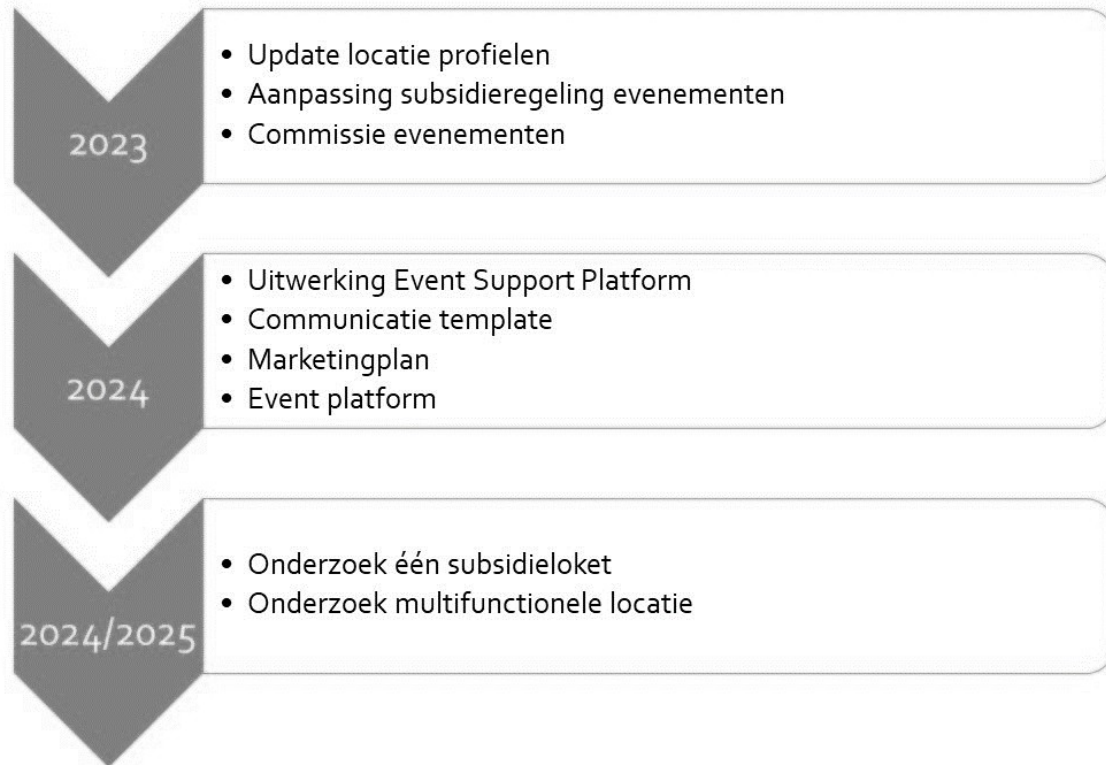 2023
• Update locatie profielen
• Aanpassing subsidieregeling evenementen
• Commissie evenementen
2024
• Uitwerking Event Support Platform
• Communicatie template
• Marketingplan
• Event platform
2024/2025
• Onderzoek één subsidieloket
• Onderzoek multifunctionele locatie